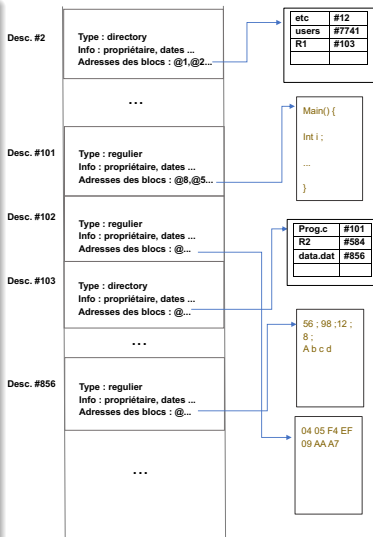 Desc. #2
Type : directory
Info : propriétaire, dates ...
Adresses des blocs : @1,@2...
etc #12
users #7741
R1 #103
...
Main() {
Int i ;
...
}
Desc. #101
Type : regulier
Info : propriétaire, dates ...
Adresses des blocs : @8,@5...
Desc. #102
Type : regulier
Info : propriétaire, dates ...
Adresses des blocs : @...
Prog.c #101
R2 #584
data.dat #856
Desc. #103
Type : directory
Info : propriétaire, dates ...
Adresses des blocs : @...
...
56 ; 98 ;12 ;
8 ;
A b c d
Desc. #856
Type : regulier
Info : propriétaire, dates ...
Adresses des blocs : @...
04 05 F4 EF
09 AA A7
...